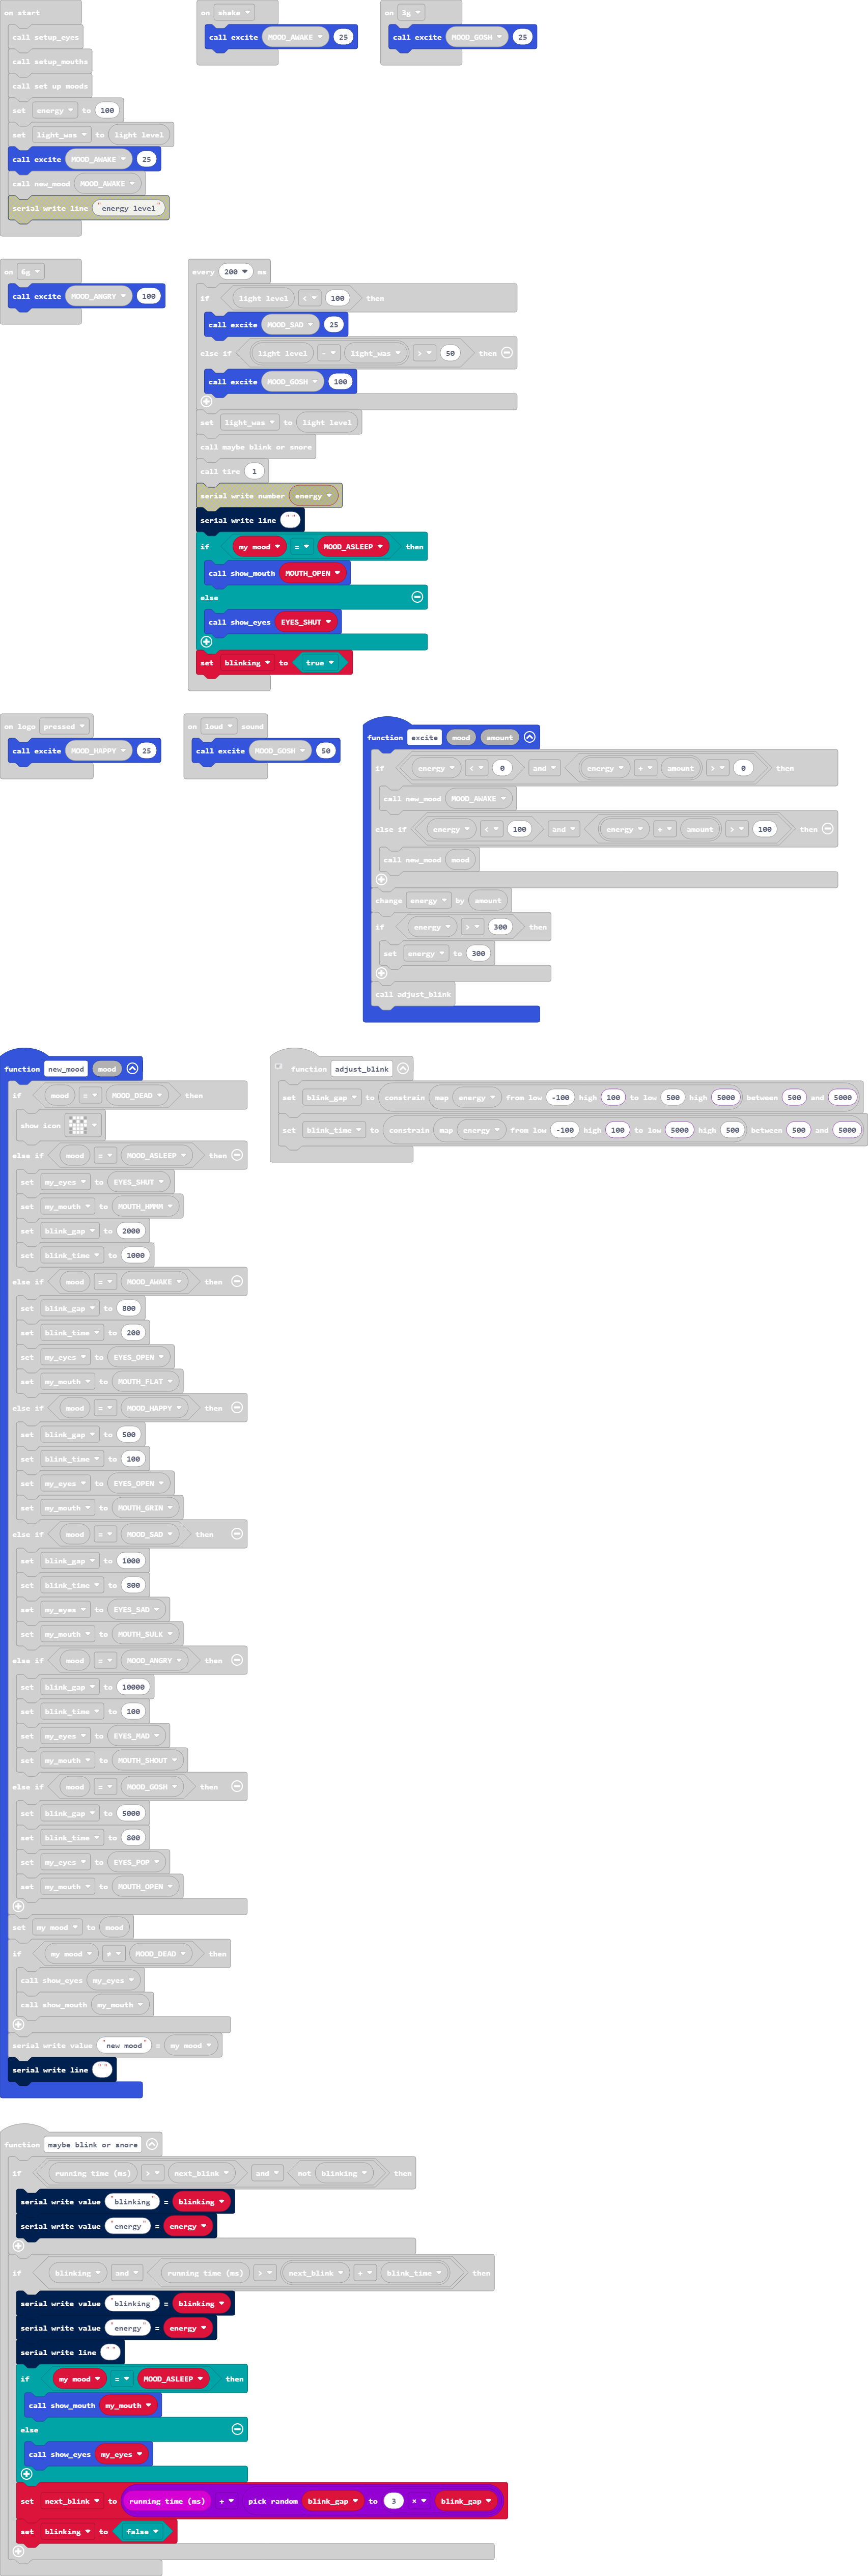 on start
call setup_eyes
call setup_mouths
call set up moods
set energy to 100
set light_was to light level
call excite MOOD_AWAKE 25
call new_mood MOOD_AWAKE
serial write line "energy level"
on shake
call excite MOOD_AWAKE 25
on 3g
call excite MOOD_GOSH 25
on 6g
call excite MOOD_ANGRY 100
every 200 ms
if light level < 100 then
call excite MOOD_SAD 25
else if light level - light_was > 50 then
call excite MOOD_GOSH 100
set light_was to light level
call maybe blink or snore
call tire 1
serial write number energy
serial write line ""
if my mood = MOOD_ASLEEP then
call show_mouth MOUTH_OPEN
else
call show_eyes EYES_SHUT
set blinking to true
on logo pressed
call excite MOOD_HAPPY 25
on loud sound
call excite MOOD_GOSH 50
function excite mood amount
if energy < 0 and energy + amount > 0 then
call new_mood MOOD_AWAKE
else if energy < 100 and energy + amount > 100 then
call new_mood mood
change energy by amount
if energy > 300 then
set energy to 300
call adjust_blink
function new_mood mood
if mood = MOOD_DEAD then
show icon
else if mood = MOOD_ASLEEP then
set my_eyes to EYES_SHUT
set my_mouth to MOUTH_HMMM
set blink_gap to 2000
set blink_time to 1000
else if mood = MOOD_AWAKE then
set blink_gap to 800
set blink_time to 200
set my_eyes to EYES_OPEN
set my_mouth to MOUTH_FLAT
else if mood = MOOD_HAPPY then
set blink_gap to 500
set blink_time to 100
set my_eyes to EYES_OPEN
set my_mouth to MOUTH_GRIN
else if mood = MOOD_SAD then
set blink_gap to 1000
set blink_time to 800
set my_eyes to EYES_SAD
set my_mouth to MOUTH_SULK
else if mood = MOOD_ANGRY then
set blink_gap to 10000
set blink_time to 100
set my_eyes to EYES_MAD
set my_mouth to MOUTH_SHOUT
else if mood = MOOD_GOSH then
set blink_gap to 5000
set blink_time to 800
set my_eyes to EYES_POP
set my_mouth to MOUTH_OPEN
set my mood to mood
if my mood ≠ MOOD_DEAD then
call show_eyes my_eyes
call show_mouth my_mouth
serial write value "new mood" = my mood
serial write line ""
function adjust_blink
set blink_gap to constrain map energy from low -100 high 100 to low 500 high 5000 between 500 and 5000
set blink_time to constrain map energy from low -100 high 100 to low 5000 high 500 between 500 and 5000
function maybe blink or snore
if running time (ms) > next_blink and not blinking then
serial write value "blinking" = blinking
serial write value "energy" = energy
if blinking and running time (ms) > next_blink + blink_time then
serial write value "blinking" = blinking
serial write value "energy" = energy
serial write line ""
if my mood = MOOD_ASLEEP then
call show_mouth my_mouth
else
call show_eyes my_eyes
set next_blink to running time (ms) + pick random blink_gap to 3 × blink_gap
set blinking to false